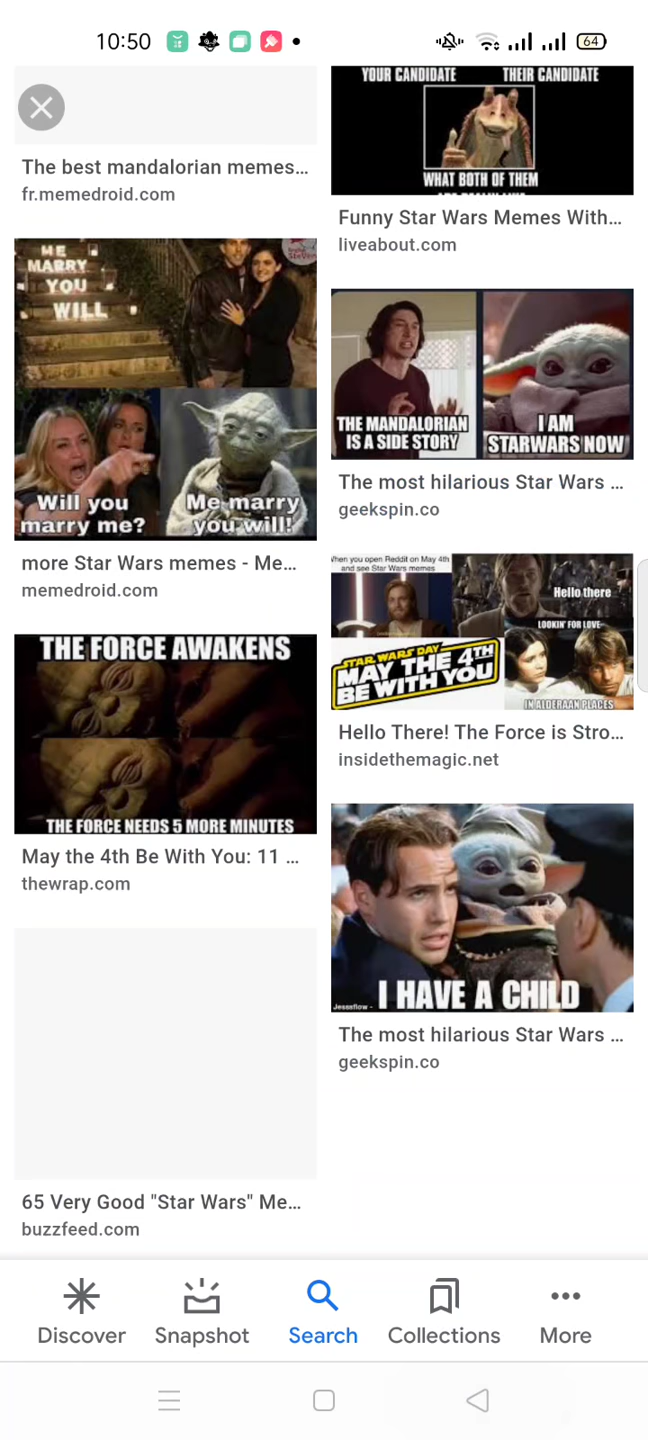 10:50
64
The best mandalorian memes...
fr.memedroid.com
ME
MARRY
YOU
WILL
Will you
marry me?
Me marry
you will!
more Star Wars memes - Me...
memedroid.com
THE FORCE AWAKENS
THE FORCE NEEDS 5 MORE MINUTES
May the 4th Be With You: 11 ...
thewrap.com
65 Very Good "Star Wars" Me...
buzzfeed.com
YOUR CANDIDATE THEIR CANDIDATE
WHAT BOTH OF THEM
Funny Star Wars Memes With...
liveabout.com
THE MANDALORIAN
IS A SIDE STORY
I AM
STARWARS NOW
The most hilarious Star Wars ...
geekspin.co
When you open Reddit on May 4th
and see Star Wars memes
Hello there
STAR WARS DAY
MAY THE 4TH
BE WITH YOU
LOOKIN' FOR LOVE
IN ALDERAAN PLACES
Hello There! The Force is Stro...
insidethemagic.net
I HAVE A CHILD
Jessflow -
The most hilarious Star Wars ...
geekspin.co
Discover Snapshot Search Collections More